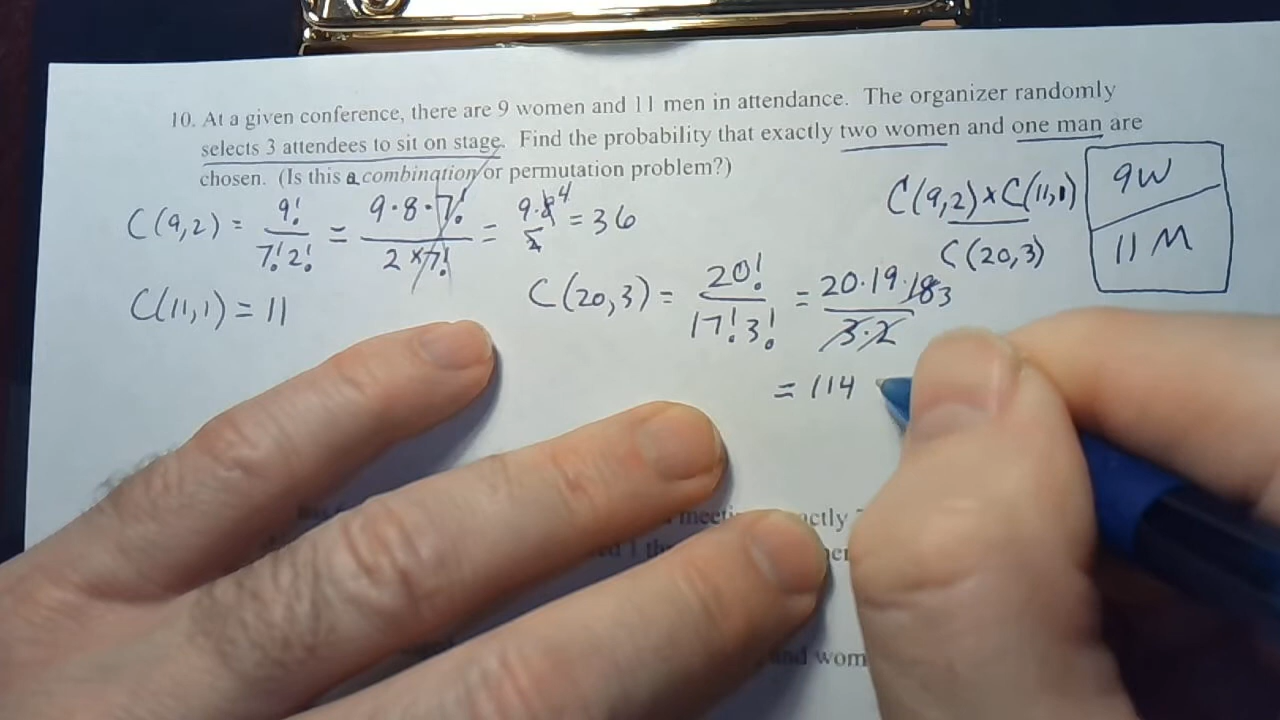 10. At a given conference, there are 9 women and 11 men in attendance. The organizer randomly
selects 3 attendees to sit on stage. Find the probability that exactly two women and one man are
chosen. (Is this a combination or permutation problem?)
C(9,2) = 9!/7!2! = 9·8·7!/2×7! = 9·8 4/2 = 36
C(9,2)×C(11,1)/C(20,3)
9W
11M
C(11,1) = 11
C(20,3) = 20!/17!3! = 20·19·18 3/3·2
= 114
and